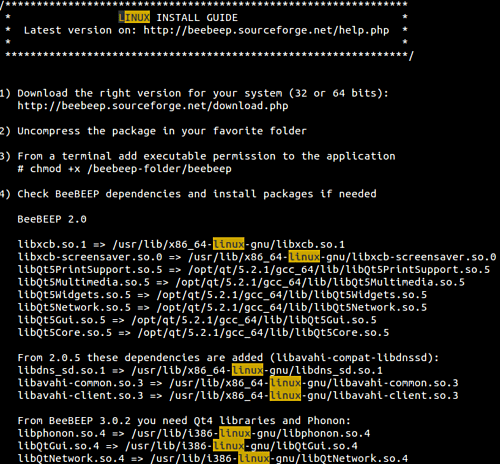 /***********************************************************************
 *                  LINUX INSTALL GUIDE                                *
 *  Latest version on: http://beebeep.sourceforge.net/help.php  *
 *                                                              *
 ***********************************************************************/
1) Download the right version for your system (32 or 64 bits):
http://beebeep.sourceforge.net/download.php
2) Uncompress the package in your favorite folder
3) From a terminal add executable permission to the application
# chmod +x /beebeep-folder/beebeep
4) Check BeeBEEP dependencies and install packages if needed
BeeBEEP 2.0
libxcb.so.1 => /usr/lib/x86_64-linux-gnu/libxcb.so.1
libxcb-screensaver.so.0 => /usr/lib/x86_64-linux-gnu/libxcb-screensaver.so.0
libQt5PrintSupport.so.5 => /opt/qt/5.2.1/gcc_64/lib/libQt5PrintSupport.so.5
libQt5Multimedia.so.5 => /opt/qt/5.2.1/gcc_64/lib/libQt5Multimedia.so.5
libQt5Widgets.so.5 => /opt/qt/5.2.1/gcc_64/lib/libQt5Widgets.so.5
libQt5Network.so.5 => /opt/qt/5.2.1/gcc_64/lib/libQt5Network.so.5
libQt5Gui.so.5 => /opt/qt/5.2.1/gcc_64/lib/libQt5Gui.so.5
libQt5Core.so.5 => /opt/qt/5.2.1/gcc_64/lib/libQt5Core.so.5
From 2.0.5 these dependencies are added (libavahi-compat-libdnssd):
libdns_sd.so.1 => /usr/lib/x86_64-linux-gnu/libdns_sd.so.1
libavahi-common.so.3 => /usr/lib/x86_64-linux-gnu/libavahi-common.so.3
libavahi-client.so.3 => /usr/lib/x86_64-linux-gnu/libavahi-client.so.3
From BeeBEEP 3.0.2 you need Qt4 libraries and Phonon:
libphonon.so.4 => /usr/lib/i386-linux-gnu/libphonon.so.4
libQtGui.so.4 => /usr/lib/i386-linux-gnu/libQtGui.so.4
libQtNetwork.so.4 => /usr/lib/i386-linux-gnu/libQtNetwork.so.4